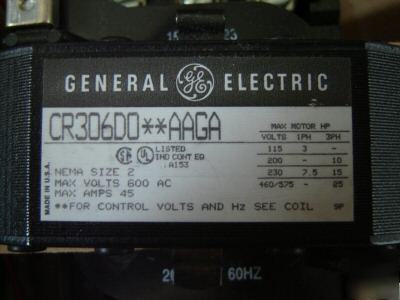 23
GENERAL GE ELECTRIC
CR306D0**AAGA
MAX MOTOR HP
VOLTS 1PH 3PH
115 3 -
200 - 10
230 7.5 15
460/575 - 25
LISTED
IND CONT EQ.
A153
NEMA SIZE 2
MAX VOLTS 600 AC
MAX AMPS 45
**FOR CONTROL VOLTS AND Hz SEE COIL
MADE IN U.S.A.
60HZ